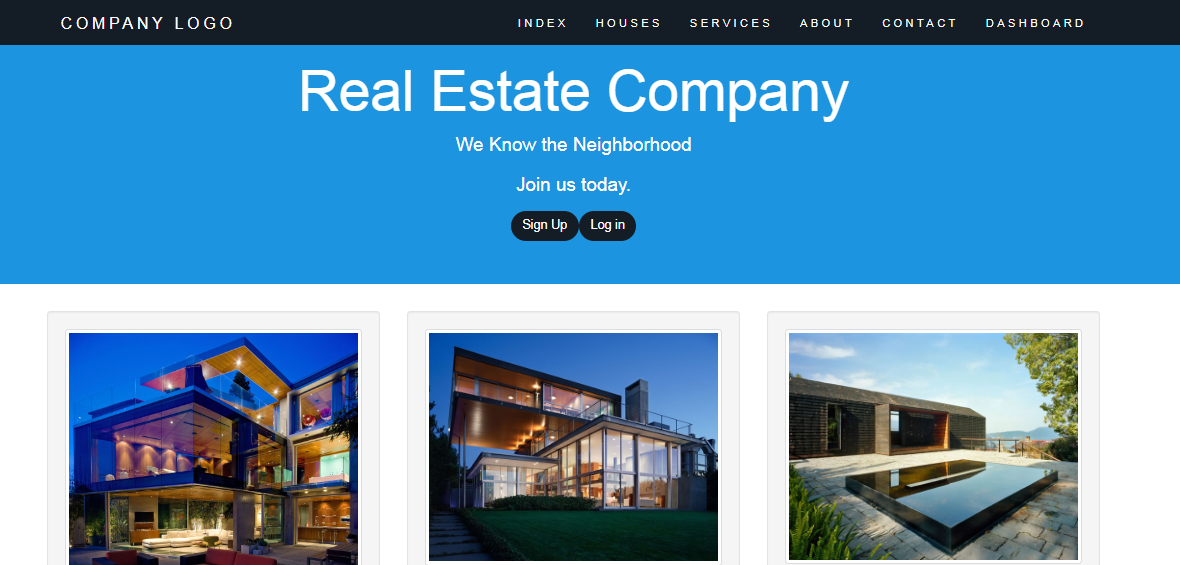 COMPANY LOGO INDEX HOUSES SERVICES ABOUT CONTACT DASHBOARD
Real Estate Company
We Know the Neighborhood
Join us today.
Sign Up Log in